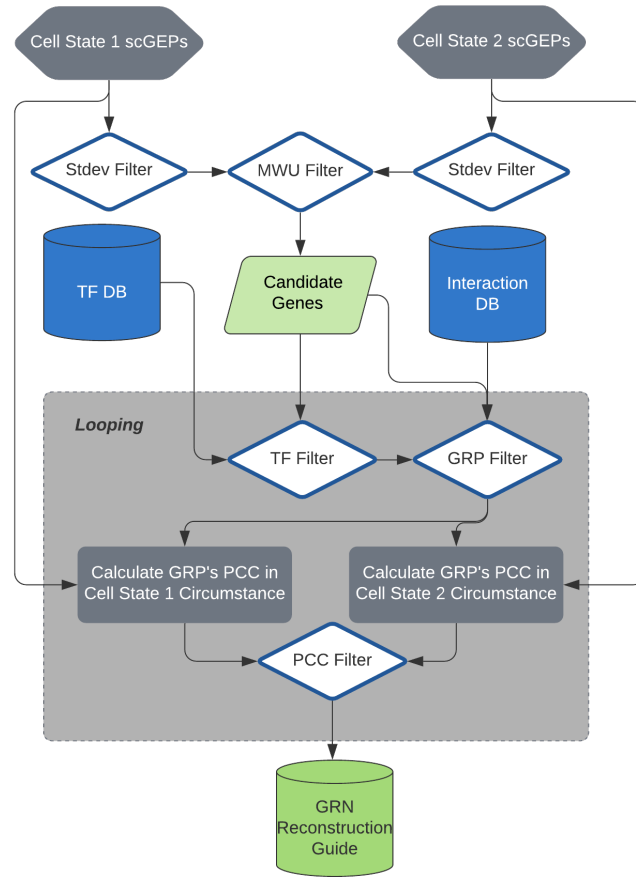 Cell State 1 scGEPs
Cell State 2 scGEPs
Stdev Filter
MWU Filter
Stdev Filter
TF DB
Candidate
Genes
Interaction
DB
Looping
TF Filter
GRP Filter
Calculate GRP's PCC in
Cell State 1 Circumstance
Calculate GRP's PCC in
Cell State 2 Circumstance
PCC Filter
GRN
Reconstruction
Guide